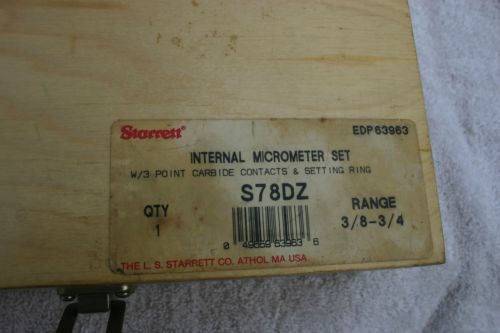 Starrett
EDP 63963
INTERNAL MICROMETER SET
W/3 POINT CARBIDE CONTACTS & SETTING RING
S78DZ
QTY
1
RANGE
3/8-3/4
0 49659 63963 6
THE L. S. STARRETT CO. ATHOL MA USA